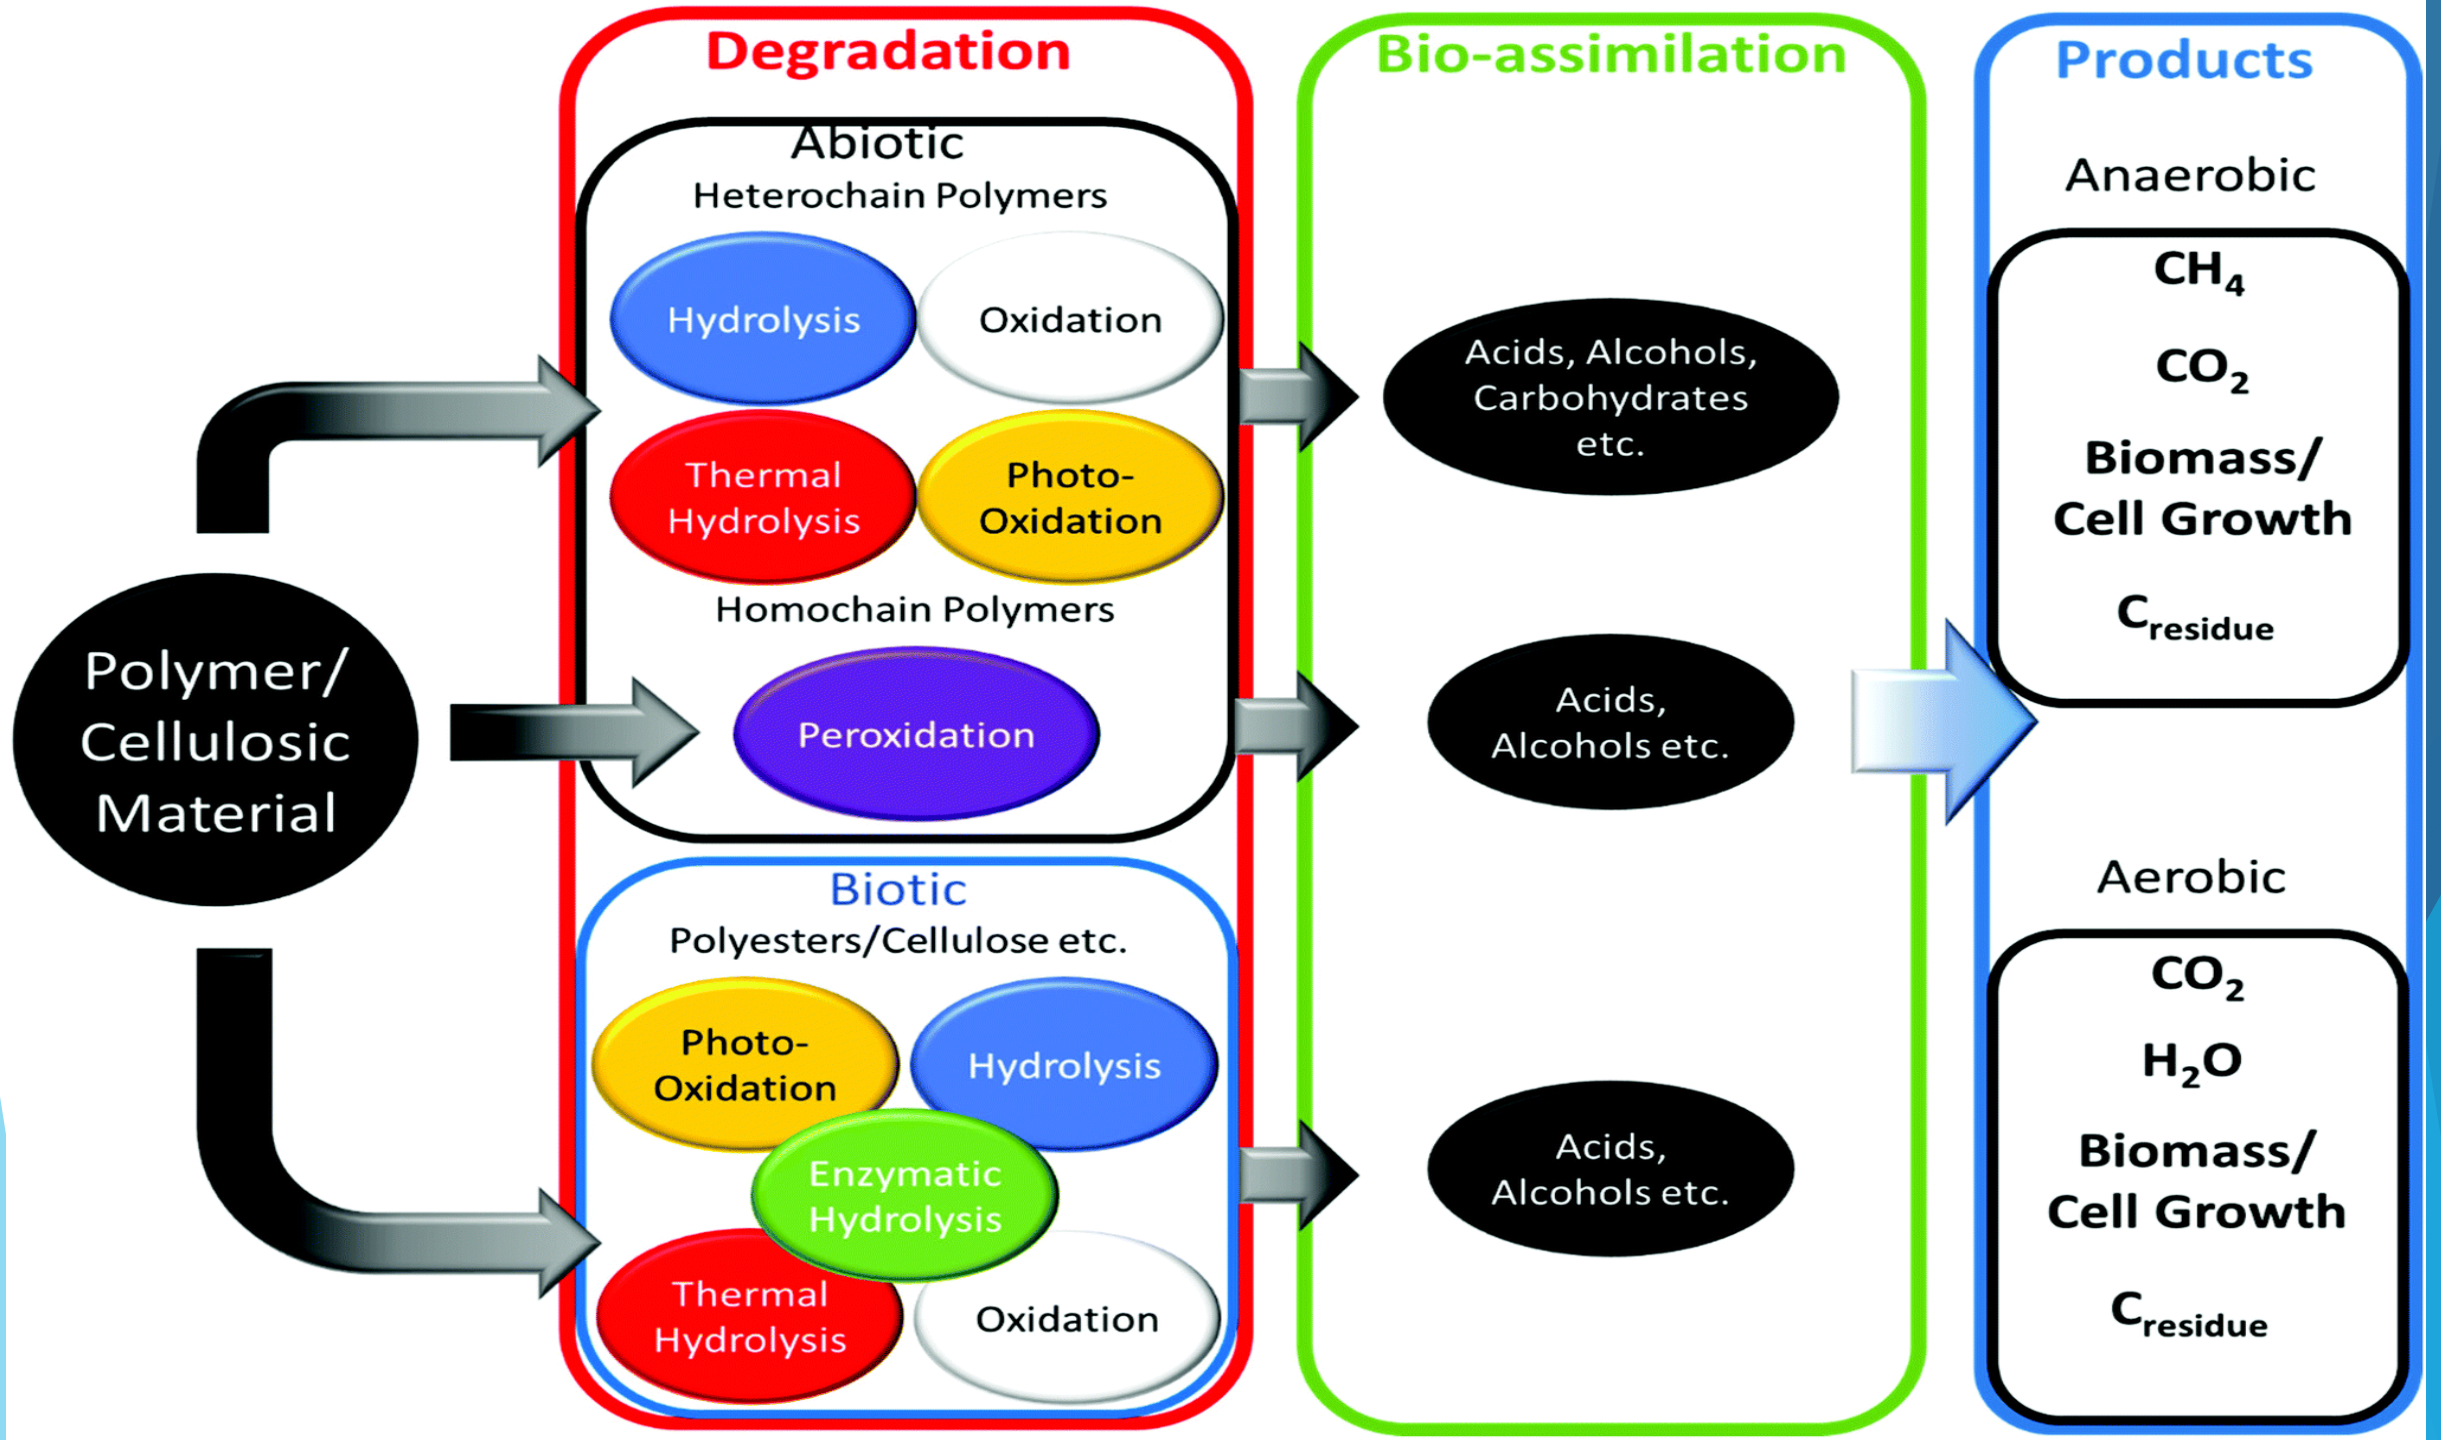 Polymer/
Cellulosic
Material
Degradation
Abiotic
Heterochain Polymers
Hydrolysis
Oxidation
Thermal
Hydrolysis
Photo-
Oxidation
Homochain Polymers
Peroxidation
Biotic
Polyesters/Cellulose etc.
Photo-
Oxidation
Hydrolysis
Enzymatic
Hydrolysis
Thermal
Hydrolysis
Oxidation
Bio-assimilation
Acids, Alcohols,
Carbohydrates
etc.
Acids,
Alcohols etc.
Acids,
Alcohols etc.
Products
Anaerobic
CH₄
CO₂
Biomass/
Cell Growth
Cresidue
Aerobic
CO₂
H₂O
Biomass/
Cell Growth
Cresidue